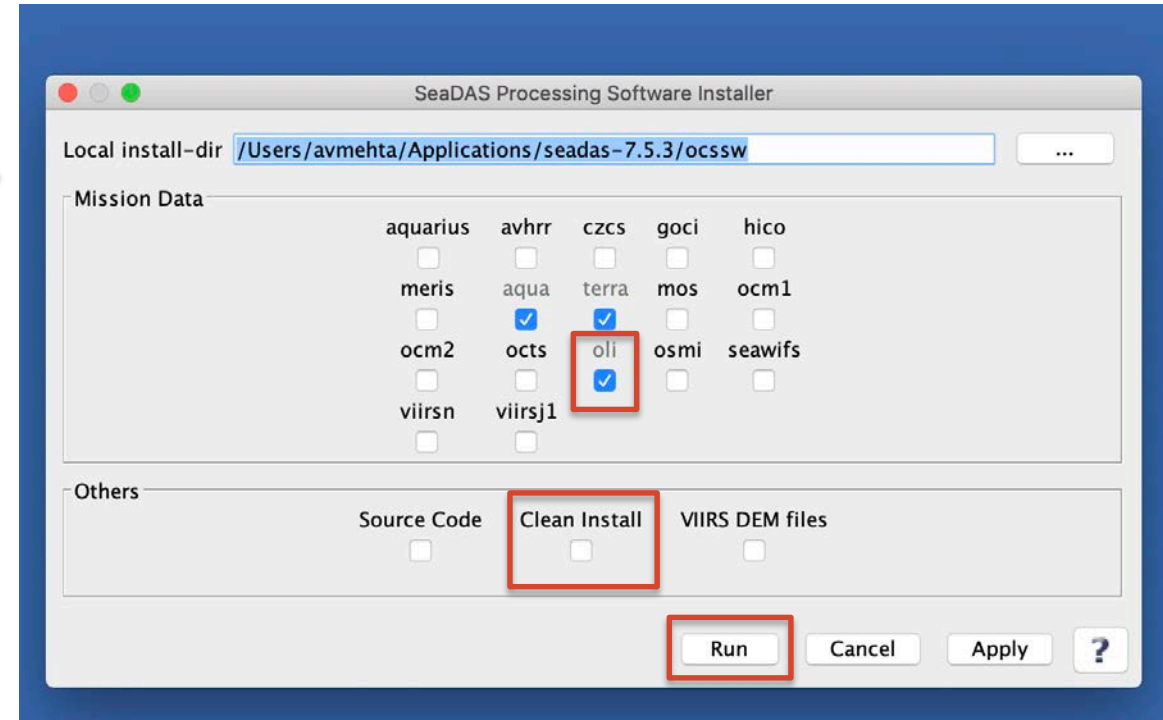 SeaDAS Processing Software Installer
Local install-dir /Users/avmehta/Applications/seadas-7.5.3/ocssw ...
Mission Data
aquarius avhrr czcs goci hico
meris aqua terra mos ocm1
ocm2 octs oli osmi seawifs
viirsn viirsj1
Others
Source Code Clean Install VIIRS DEM files
Run Cancel Apply ?